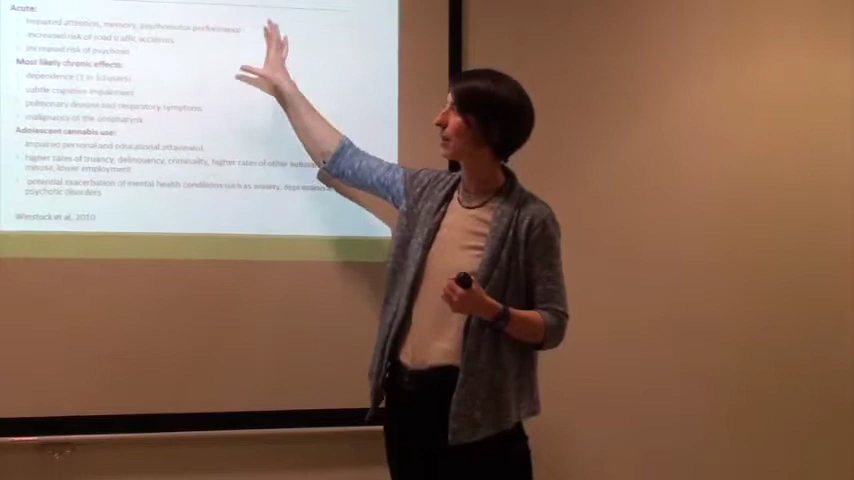 Acute:
impaired attention, memory, psychomotor performance
increased risk of road traffic accidents
increased risk of psychosis
Most likely chronic effects:
dependence (1 in 10 users)
subtle cognitive impairment
pulmonary disease and respiratory symptoms
malignancy of the oropharynx
Adolescent cannabis use:
impaired personal and educational attainment
higher rates of truancy, delinquency, criminality, higher rates of other
misuse, lower employment
potential exacerbation of mental health conditions such as anxiety, depression,
psychotic disorders
Winstock et al, 2010